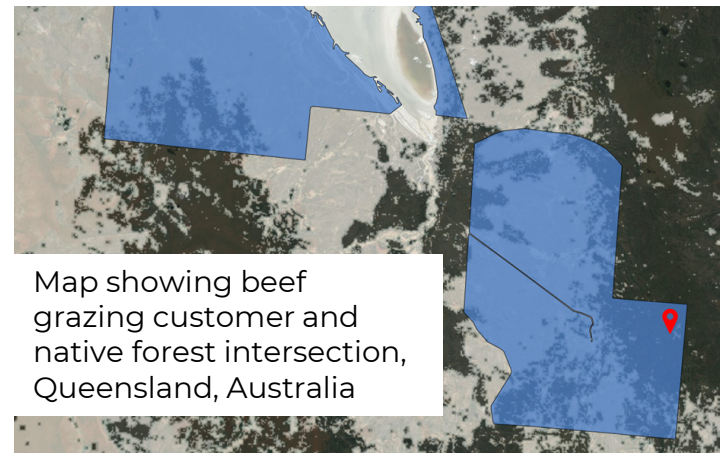 Map showing beef
grazing customer and
native forest intersection,
Queensland, Australia